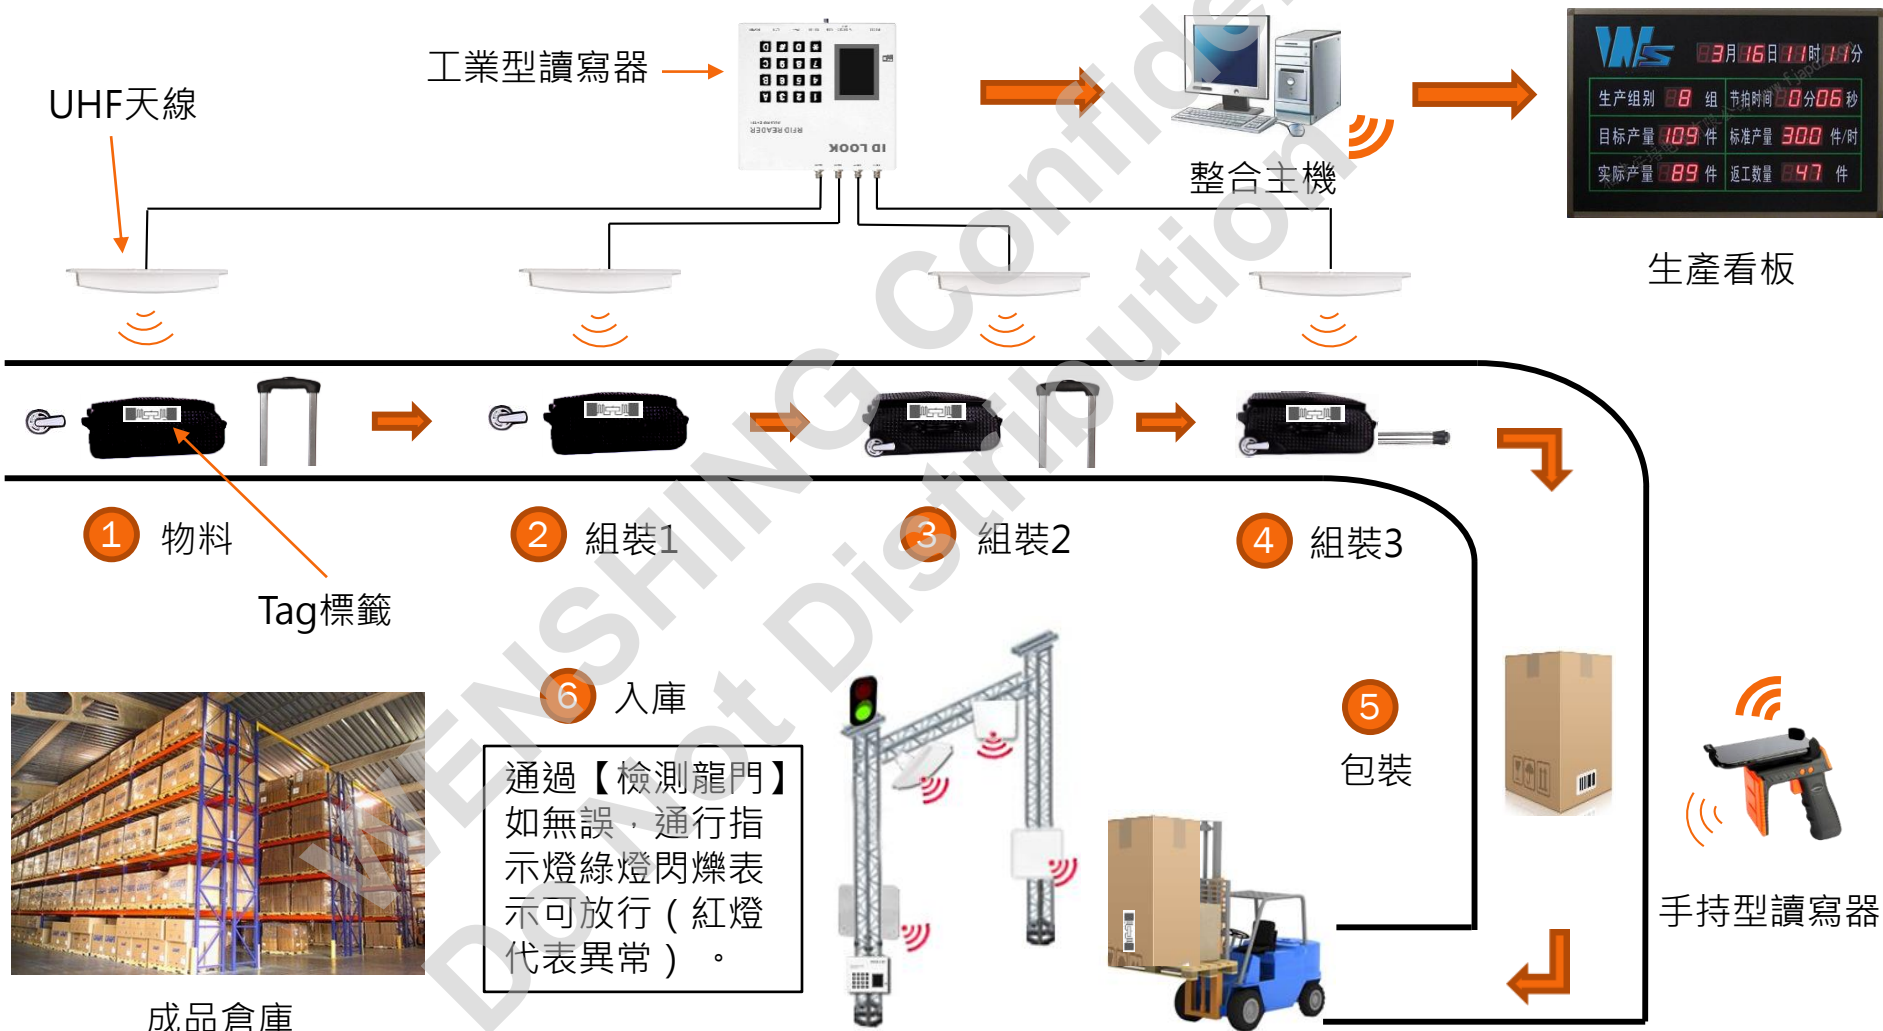 工業型讀寫器
UHF天線
RFID READER
ID LOOK
整合主機
WS
3月16日11时11分
生产组别 8 组 节拍时间 0分06秒
目标产量 109 件 标准产量 300 件/时
实际产量 89 件 返工数量 47 件
生產看板
1 物料
2 組裝1
3 組裝2
4 組裝3
Tag標籤
6 入庫
5
包裝
通過【檢測龍門】
如無誤，通行指
示燈綠燈閃爍表
示可放行（紅燈
代表異常）。
手持型讀寫器
成品倉庫
WENSHING Confiden
Do Not Distribution